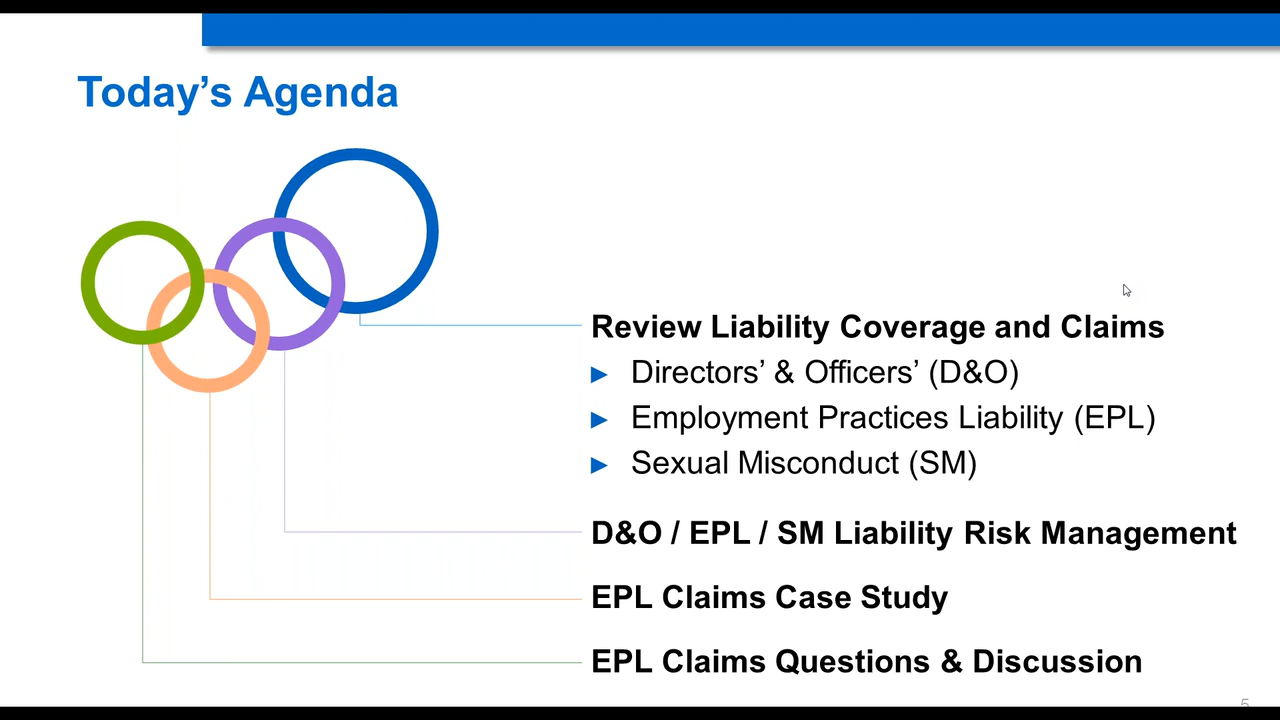 Today’s Agenda
Review Liability Coverage and Claims
► Directors’ & Officers’ (D&O)
► Employment Practices Liability (EPL)
► Sexual Misconduct (SM)
D&O / EPL / SM Liability Risk Management
EPL Claims Case Study
EPL Claims Questions & Discussion
5